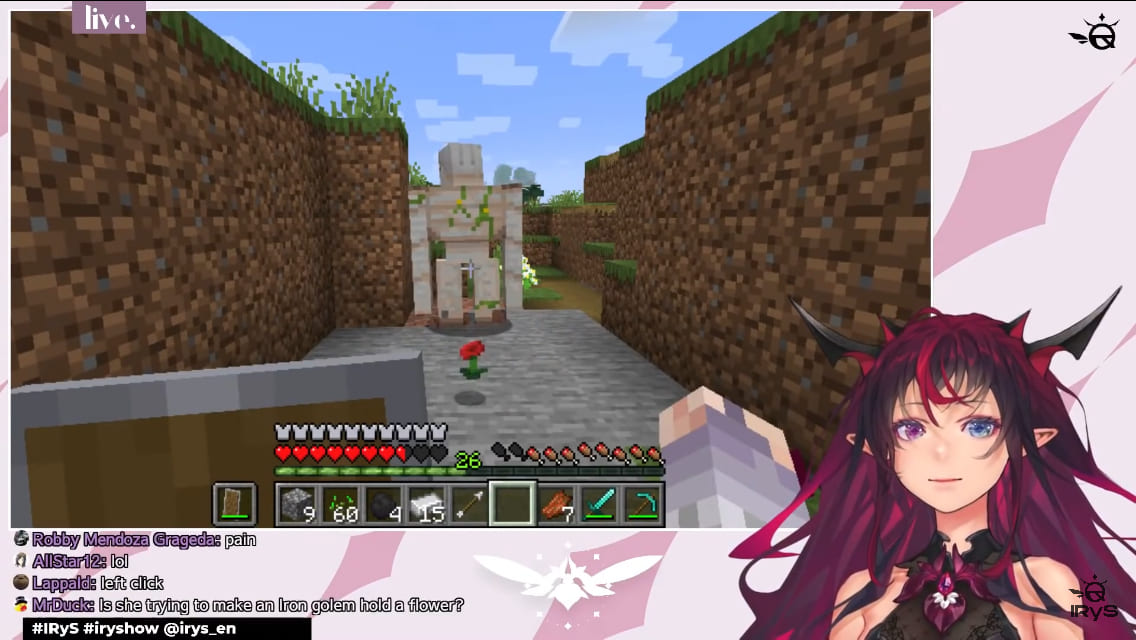 live.
26
9
60
4
15
7
Robby Mendoza Grageda: pain
AllStar12: lol
Lappald: left click
MrDuck: Is she trying to make an Iron golem hold a flower?
#IRyS #iryshow @irys_en
IRyS